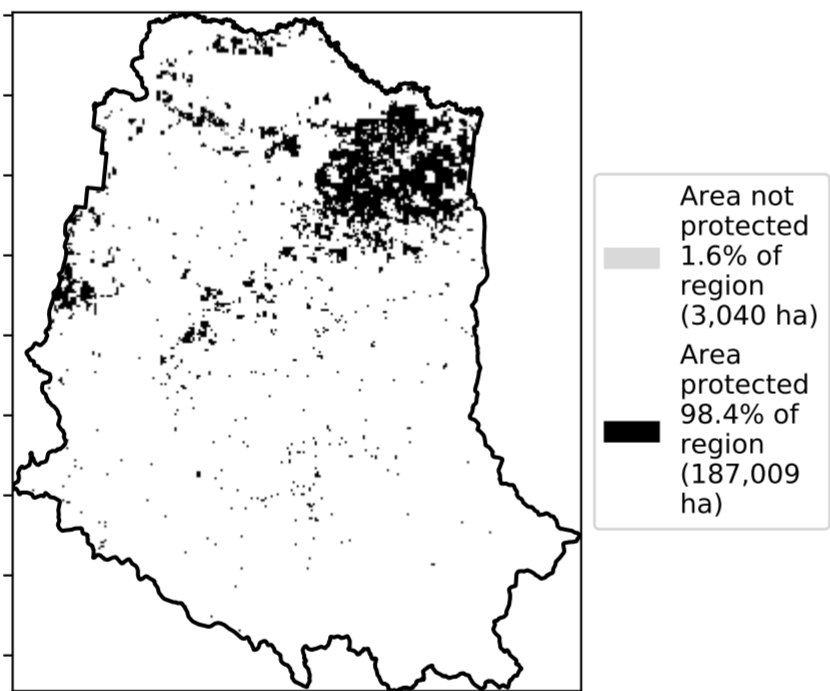 Area not
protected
1.6% of
region
(3,040 ha)
Area
protected
98.4% of
region
(187,009
ha)